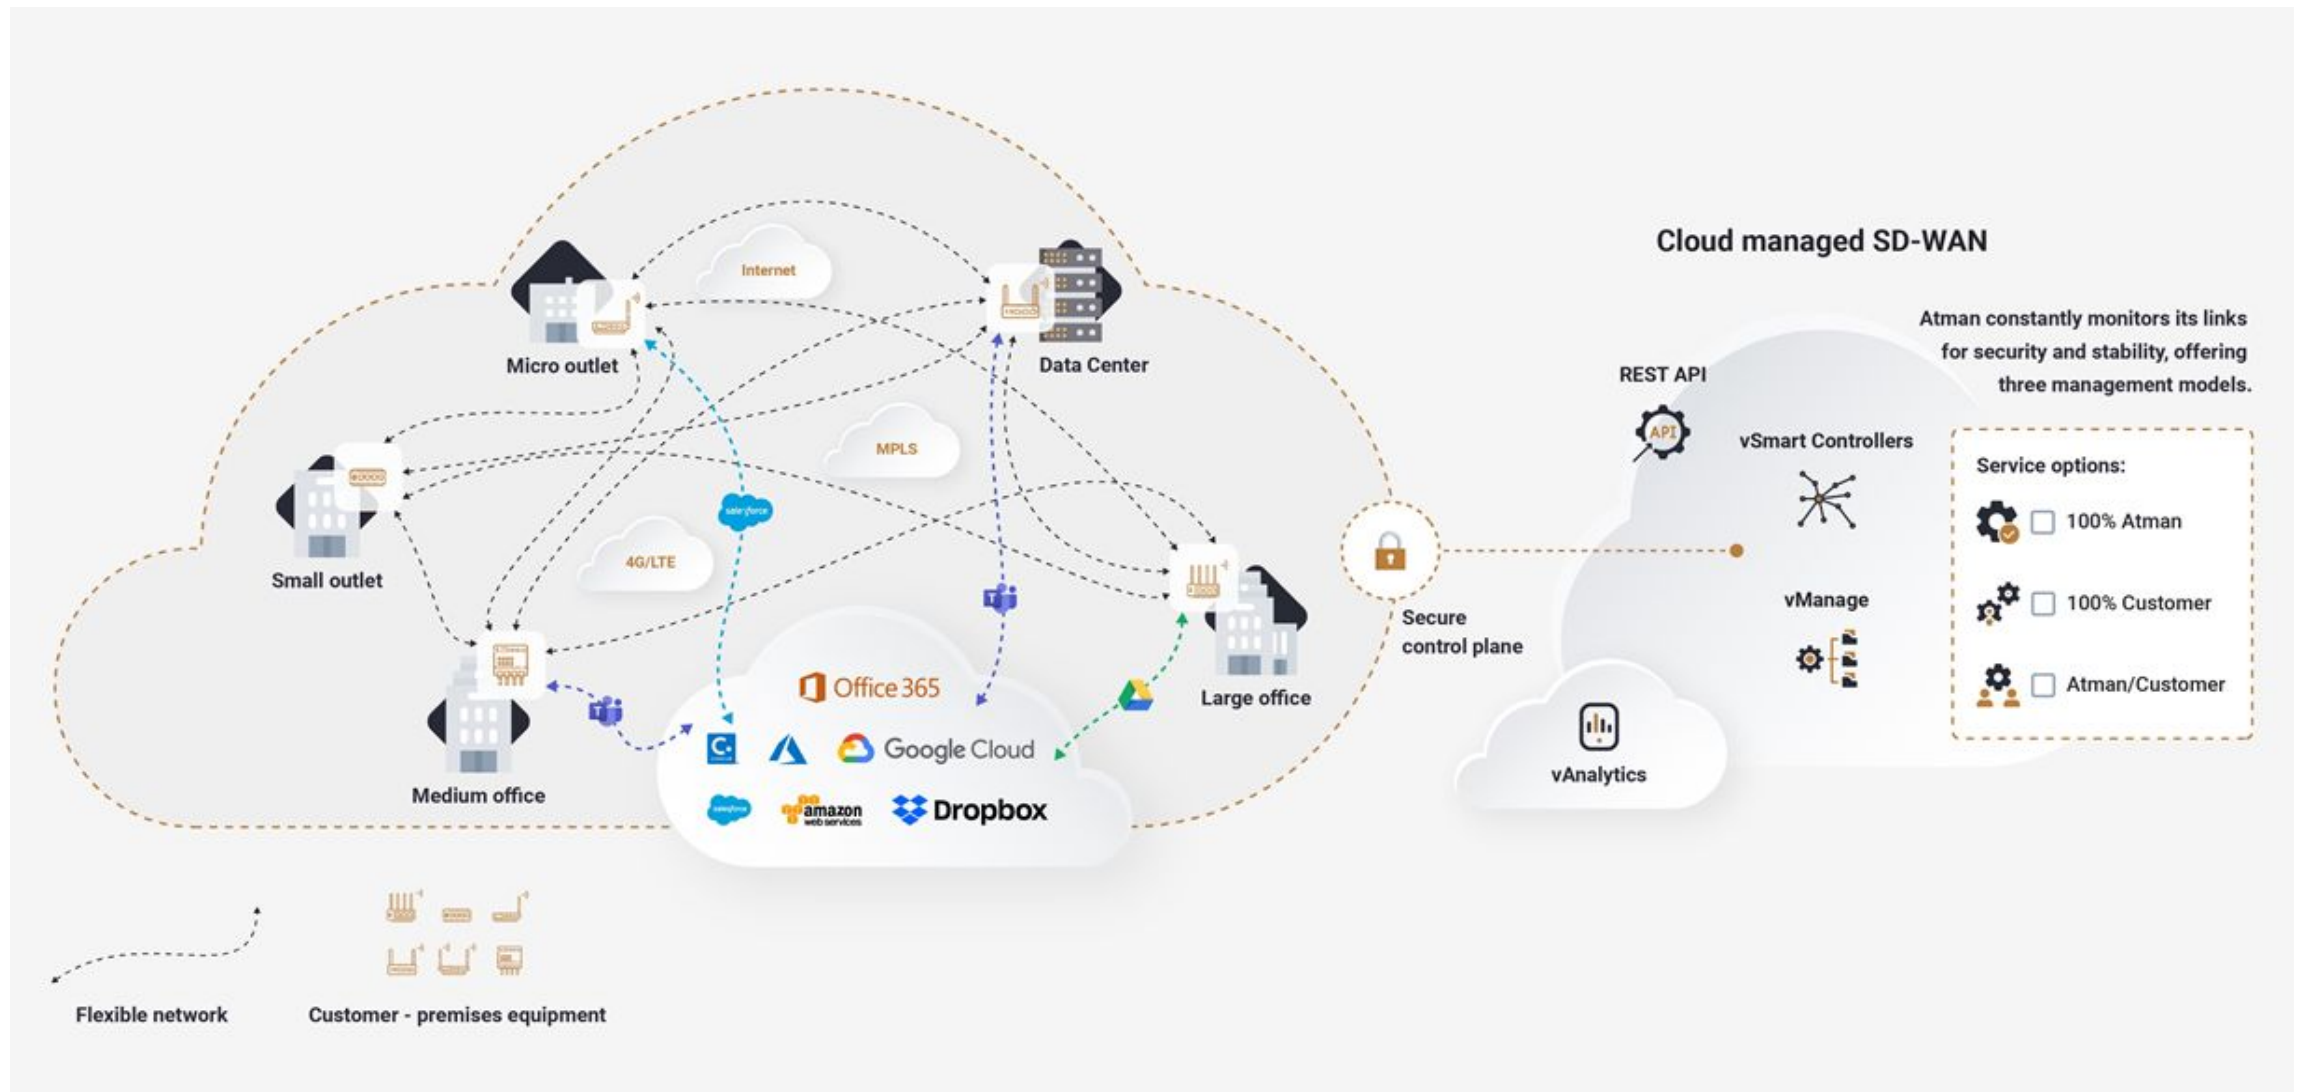 Cloud managed SD-WAN
Internet
Atman constantly monitors its links
for security and stability, offering
three management models.
Micro outlet
Data Center
REST API
API
vSmart Controllers
MPLS
Service options:
salesforce
100% Atman
4G/LTE
Small outlet
T
100% Customer
vManage
Secure
control plane
Office 365
Atman/Customer
Large office
T
C.
Google Cloud
vAnalytics
Medium office
salesforce
amazon
web services
Dropbox
Flexible network
Customer - premises equipment